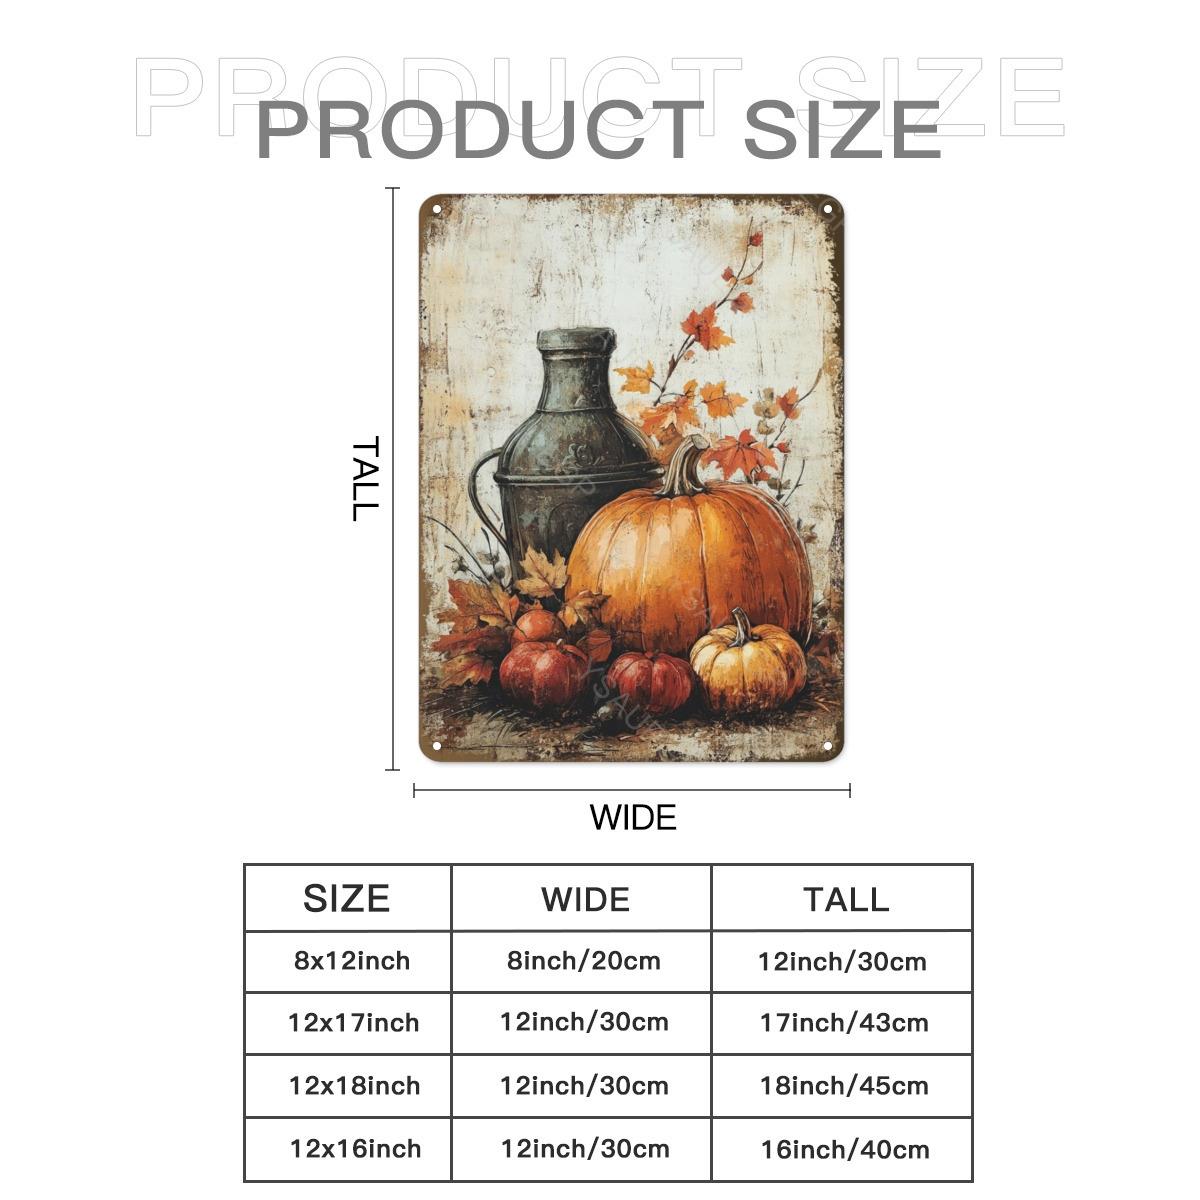 PRODUCT SIZE
PRODUCT SIZE
TALL
WIDE
SIZE WIDE TALL
8x12inch 8inch/20cm 12inch/30cm
12x17inch 12inch/30cm 17inch/43cm
12x18inch 12inch/30cm 18inch/45cm
12x16inch 12inch/30cm 16inch/40cm